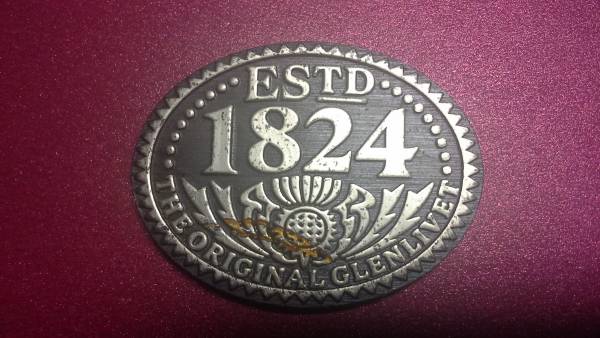 ESTD
1824
THE ORIGINAL GLENLIVET